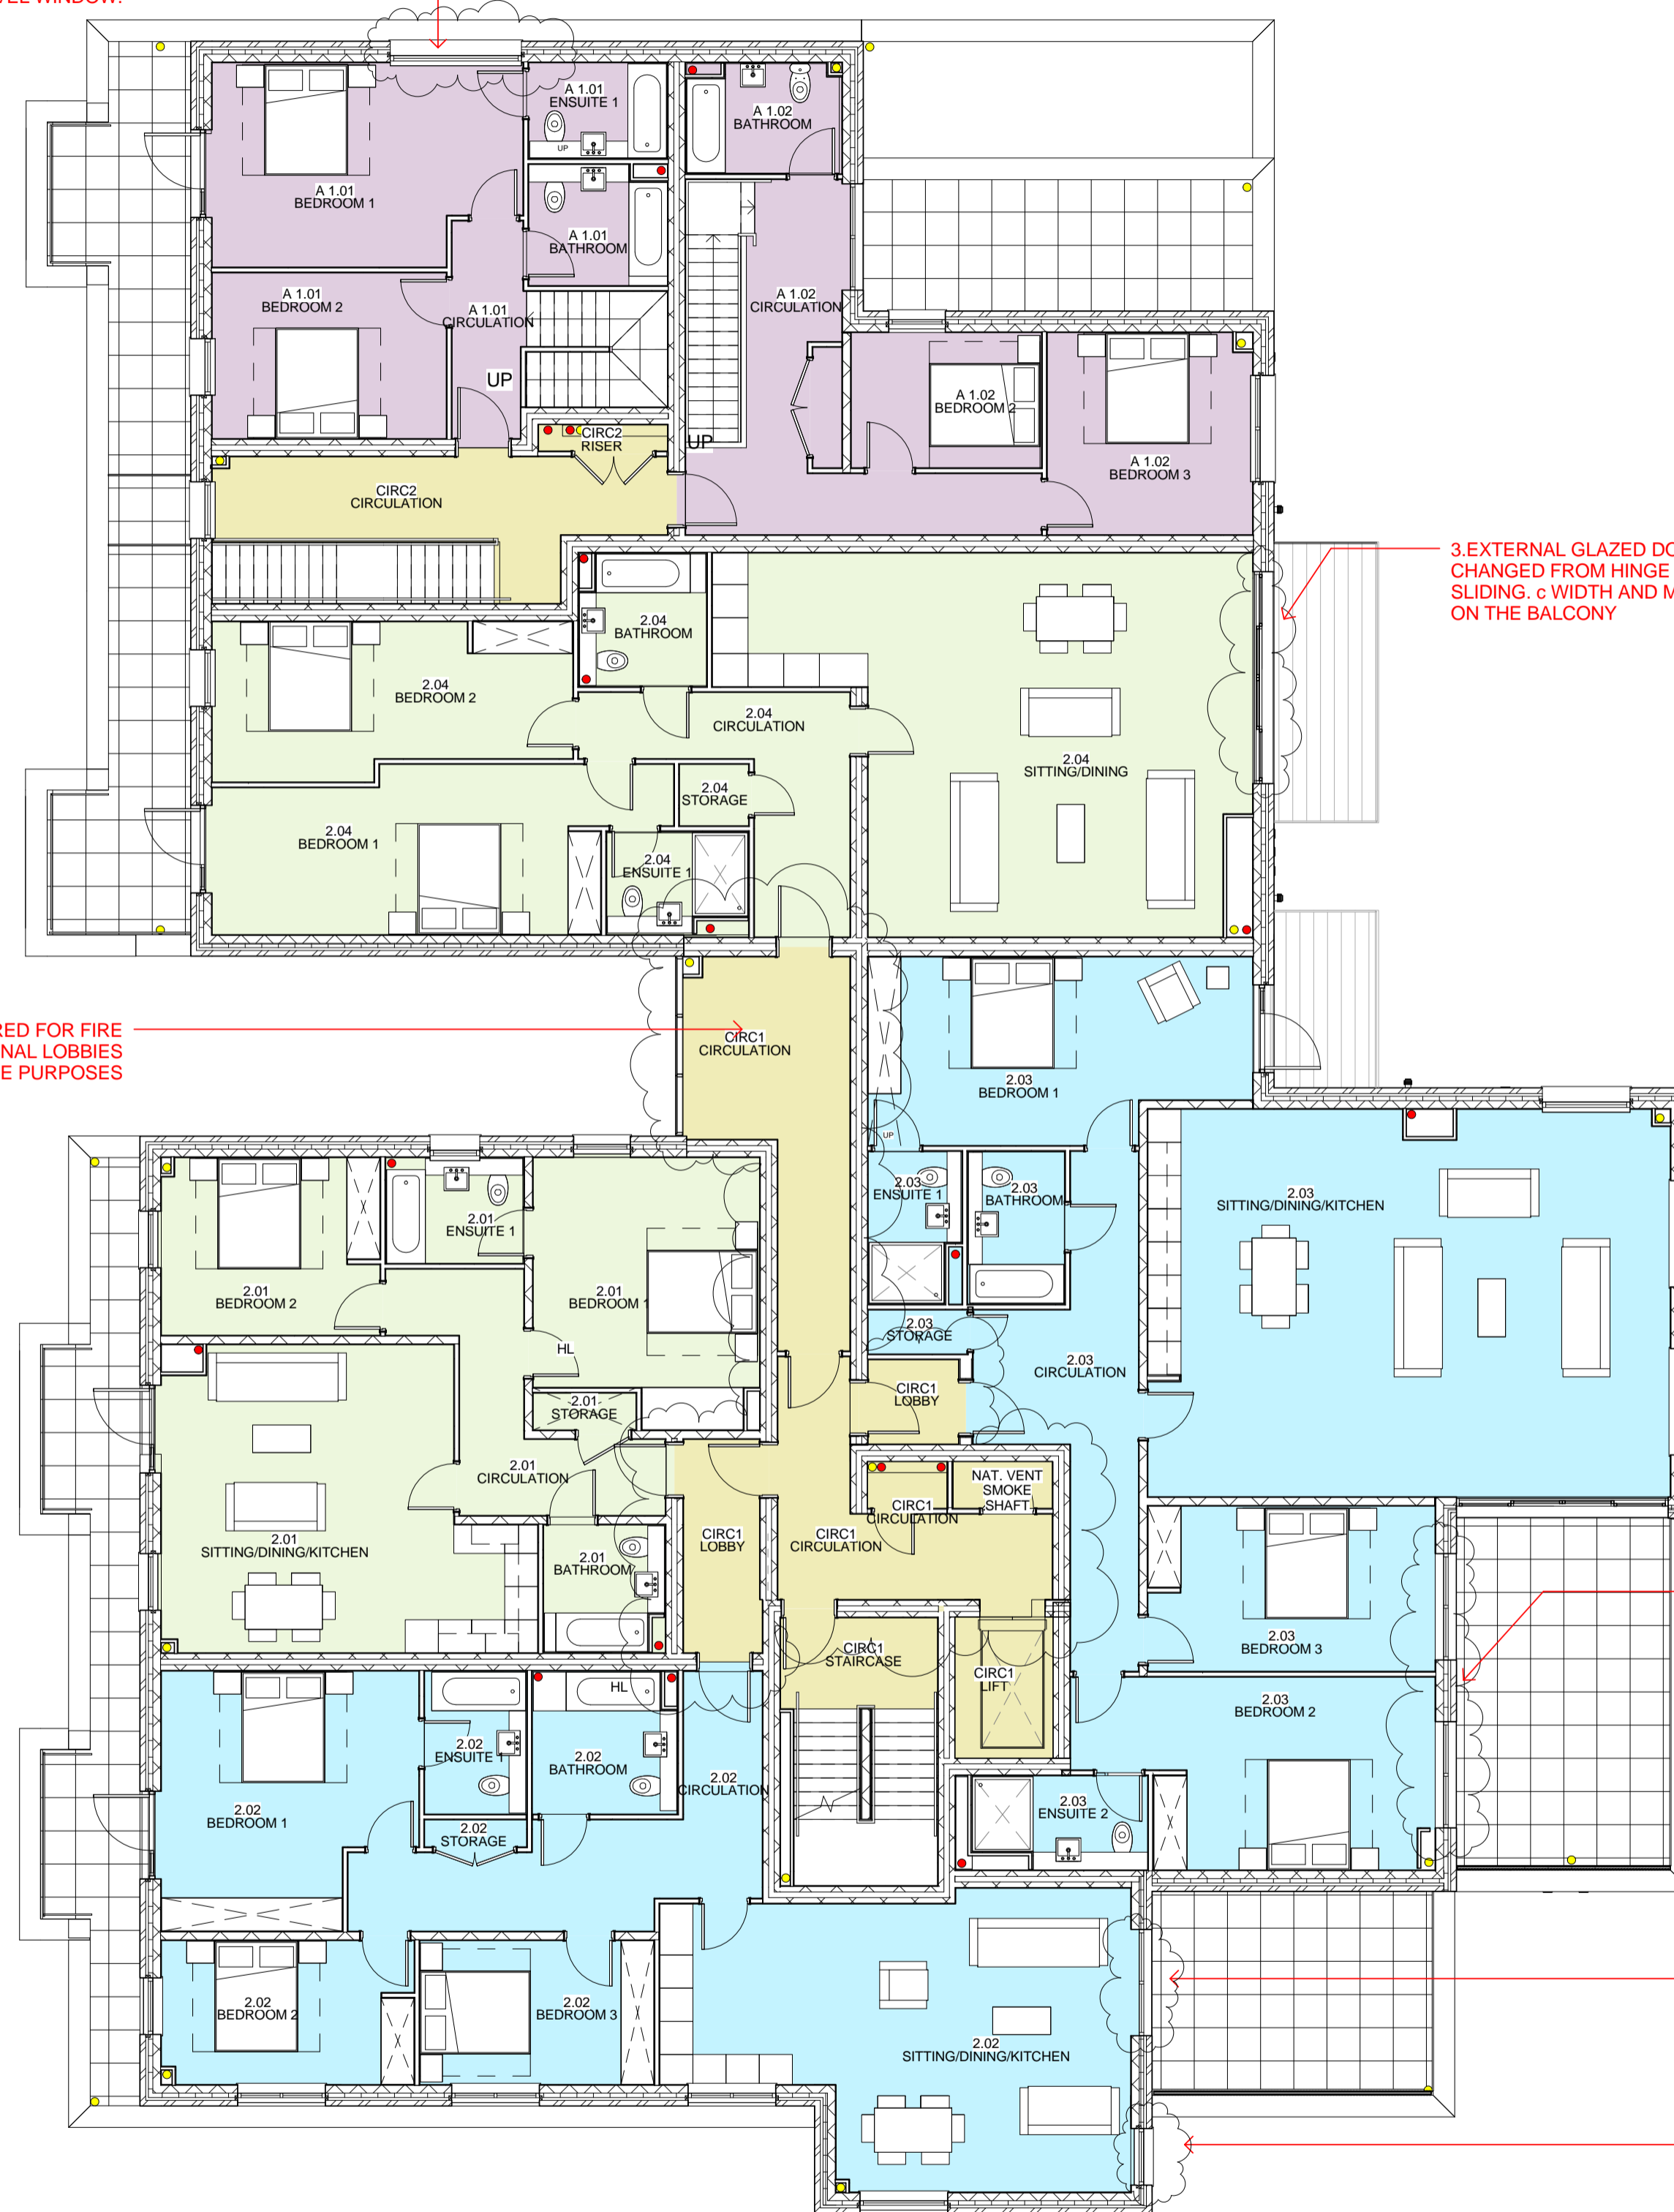 A 1.01
ENSUITE 1
UP
A 1.02
BATHROOM
A 1.01
BEDROOM 1
A 1.01
BATHROOM
A 1.01
BEDROOM 2
A 1.01
CIRCULATION
A 1.02
CIRCULATION
UP
A 1.02
BEDROOM 2
CIRC2
RISER
UP
A 1.02
BEDROOM 3
CIRC2
CIRCULATION
3.EXTERNAL GLAZED
CHANGED FROM HINGE
SLIDING. c WIDTH AND
ON THE BALCONY
2.04
BATHROOM
2.04
BEDROOM 2
2.04
CIRCULATION
2.04
SITTING/DINING
2.04
STORAGE
2.04
BEDROOM 1
2.04
ENSUITE 1
FOR FIRE
LOBBIES
PURPOSES
CIRC1
CIRCULATION
2.03
BEDROOM 1
UP
2.03
ENSUITE 1
2.03
BATHROOM
2.03
SITTING/DINING/KITCHEN
2.01
ENSUITE 1
2.01
BEDROOM 2
2.01
BEDROOM 1
HL
2.03
STORAGE
2.03
CIRCULATION
CIRC1
LOBBY
2.01
STORAGE
2.01
CIRCULATION
NAT. VENT
SMOKE
SHAFT
CIRC1
CIRCULATION
2.01
SITTING/DINING/KITCHEN
2.01
BATHROOM
CIRC1
LOBBY
CIRC1
CIRCULATION
CIRC1
STAIRCASE
CIRC1
LIFT
2.03
BEDROOM 3
2.03
BEDROOM 2
HL
2.02
ENSUITE 1
2.02
BATHROOM
2.02
CIRCULATION
2.02
BEDROOM 1
2.02
STORAGE
2.03
ENSUITE 2
2.02
BEDROOM 2
2.02
BEDROOM 3
2.02
SITTING/DINING/KITCHEN
WINDOW.